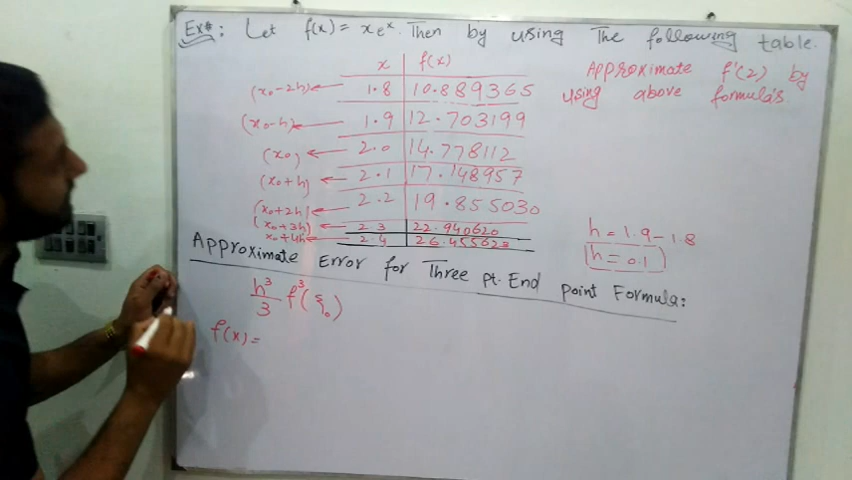 Ex*: Let f(x) = xeˣ. Then by using The following table.
Approximate f'(2) by
using above formula's.
x f(x)
(x₀-2h) ← 1.8 10.889365
(x₀-h) ← 1.9 12.703199
(x₀) ← 2.0 14.778112
(x₀+h) ← 2.1 17.148957
(x₀+2h) ← 2.2 19.855030
(x₀+3h) ← 2.3 22.940620
x₀+4h ← 2.4 26.455623
h = 1.9-1.8
h = 0.1
Approximate Error for Three pt. End point Formula:
h³/3 f³(ξ₀)
f(x) =